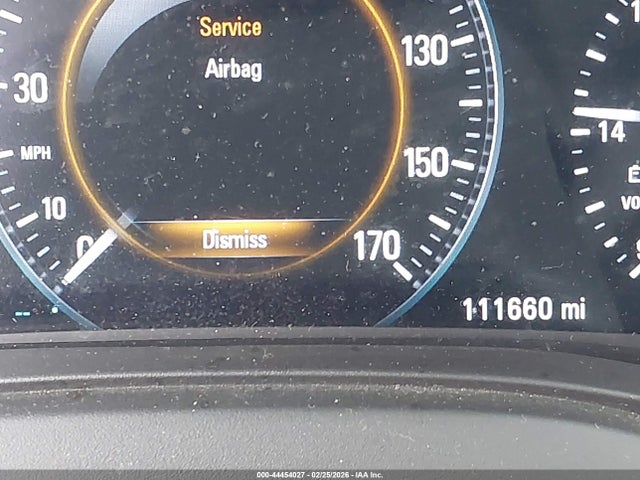 Service
Airbag
130
30
14
MPH
150
10
0
Dismiss
170
111660 mi
000-44454027 - 02/25/2026 - IAA Inc.